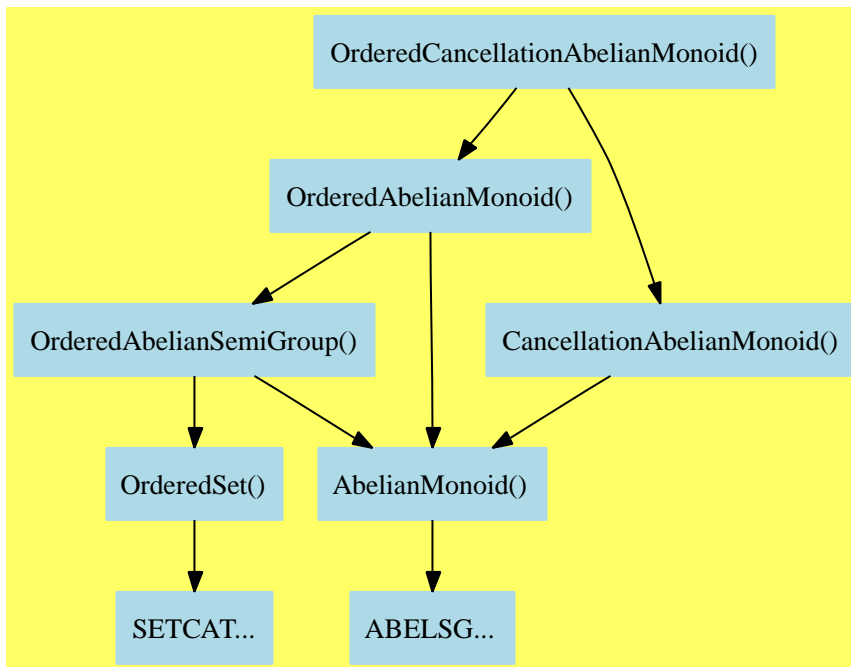 OrderedCancellationAbelianMonoid()
OrderedAbelianMonoid()
OrderedAbelianSemiGroup()
CancellationAbelianMonoid()
OrderedSet()
AbelianMonoid()
SETCAT...
ABELSG...